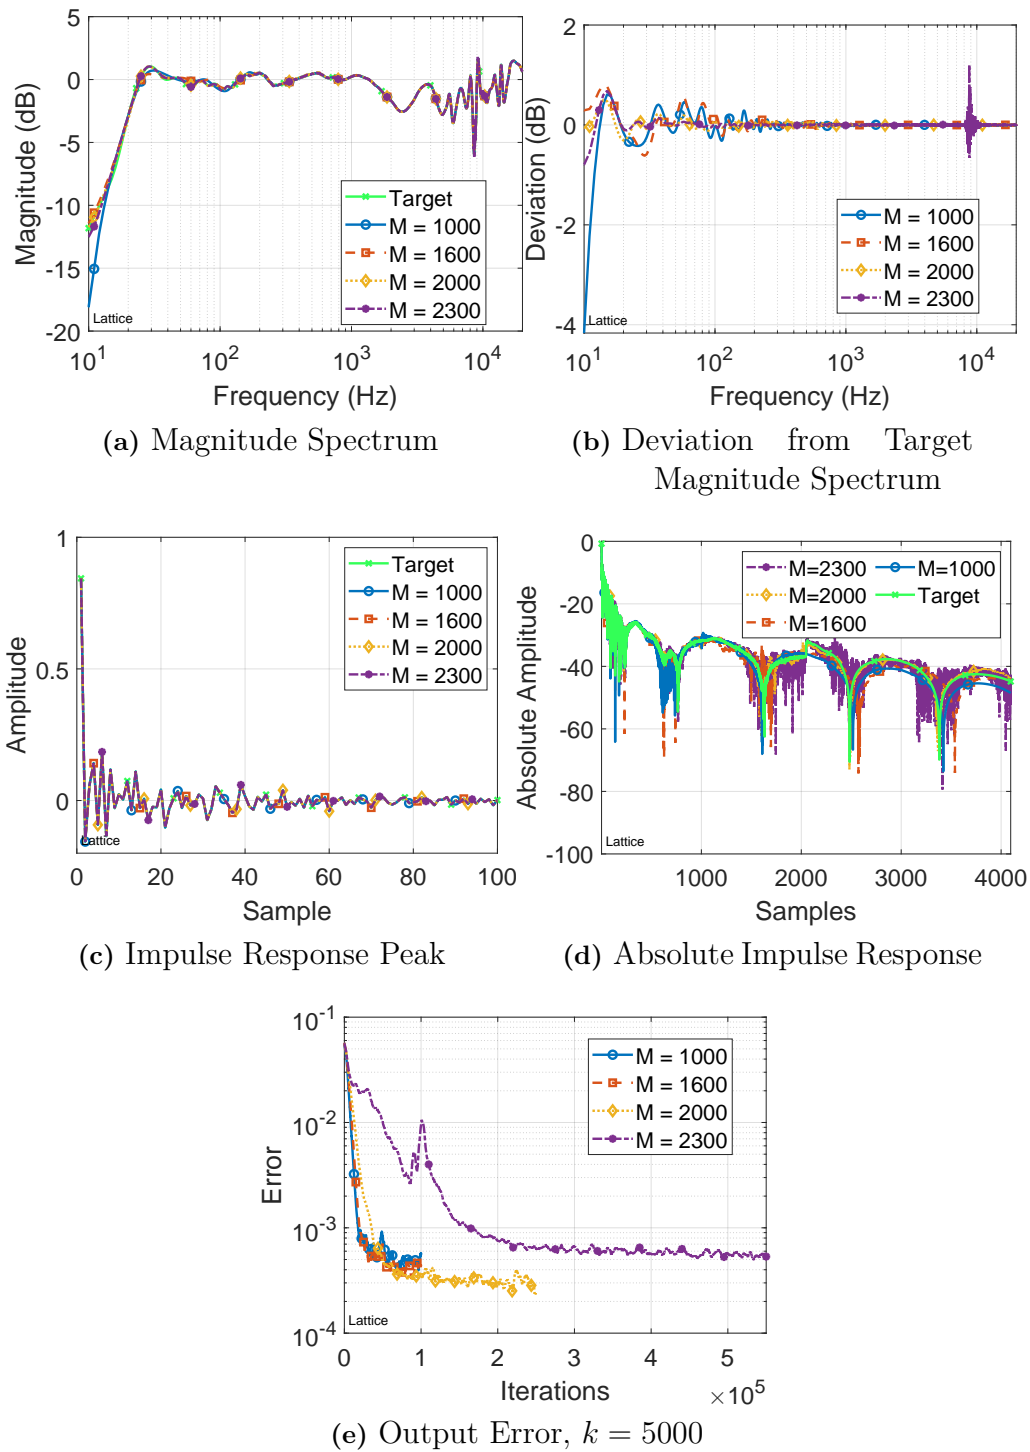 5
0
-5
-10
-15
-20
Magnitude (dB)
Target
M = 1000
M = 1600
M = 2000
M = 2300
Lattice
10^1 10^2 10^3 10^4
Frequency (Hz)
(a) Magnitude Spectrum
2
0
-2
-4
Deviation (dB)
M = 1000
M = 1600
M = 2000
M = 2300
Lattice
10^1 10^2 10^3 10^4
Frequency (Hz)
(b) Deviation from Target
Magnitude Spectrum
1
0.5
0
Amplitude
Target
M = 1000
M = 1600
M = 2000
M = 2300
Lattice
0 20 40 60 80 100
Sample
(c) Impulse Response Peak
0
-20
-40
-60
-80
-100
Absolute Amplitude
M=2300 M=1000
M=2000 Target
M=1600
Lattice
1000 2000 3000 4000
Samples
(d) Absolute Impulse Response
10^-1
10^-2
10^-3
10^-4
Error
M = 1000
M = 1600
M = 2000
M = 2300
Lattice
0 1 2 3 4 5
Iterations ×10^5
(e) Output Error, k = 5000